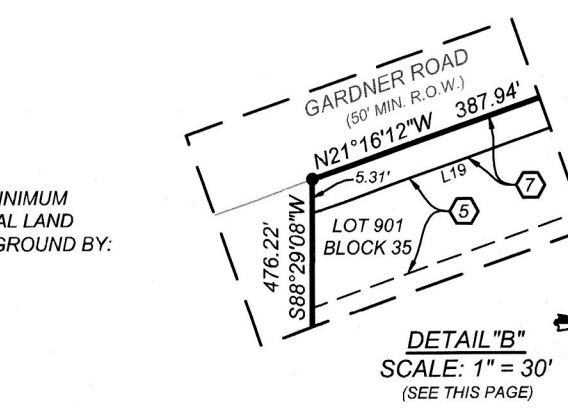 GARDNER ROAD
(50' MIN. R.O.W.)
N21°16'12"W 387.94'
5.31'
L19
7
5
476.22'
S88°29'08"W
LOT 901
BLOCK 35
AL LAND
GROUND BY:
DETAIL"B"
SCALE: 1" = 30'
(SEE THIS PAGE)